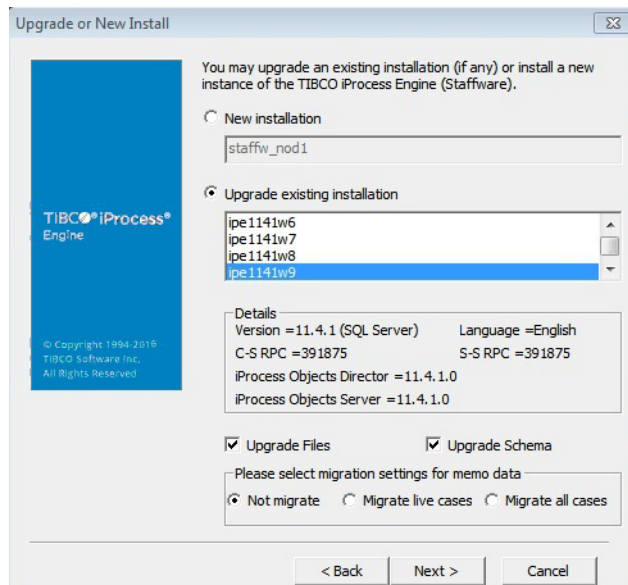 Upgrade or New Install
You may upgrade an existing installation (if any) or install a new
instance of the TIBCO iProcess Engine (Staffware).
New installation
staffw_nod1
Upgrade existing installation
ipe1141w6
ipe1141w7
ipe1141w8
ipe1141w9
TIBCO® iProcess®
Engine
© Copyright 1994-2016
TIBCO Software Inc.
All Rights Reserved
Details
Version =11.4.1 (SQL Server) Language =English
C-S RPC =391875 S-S RPC =391875
iProcess Objects Director =11.4.1.0
iProcess Objects Server =11.4.1.0
Upgrade Files Upgrade Schema
Please select migration settings for memo data
Not migrate Migrate live cases Migrate all cases
< Back Next > Cancel